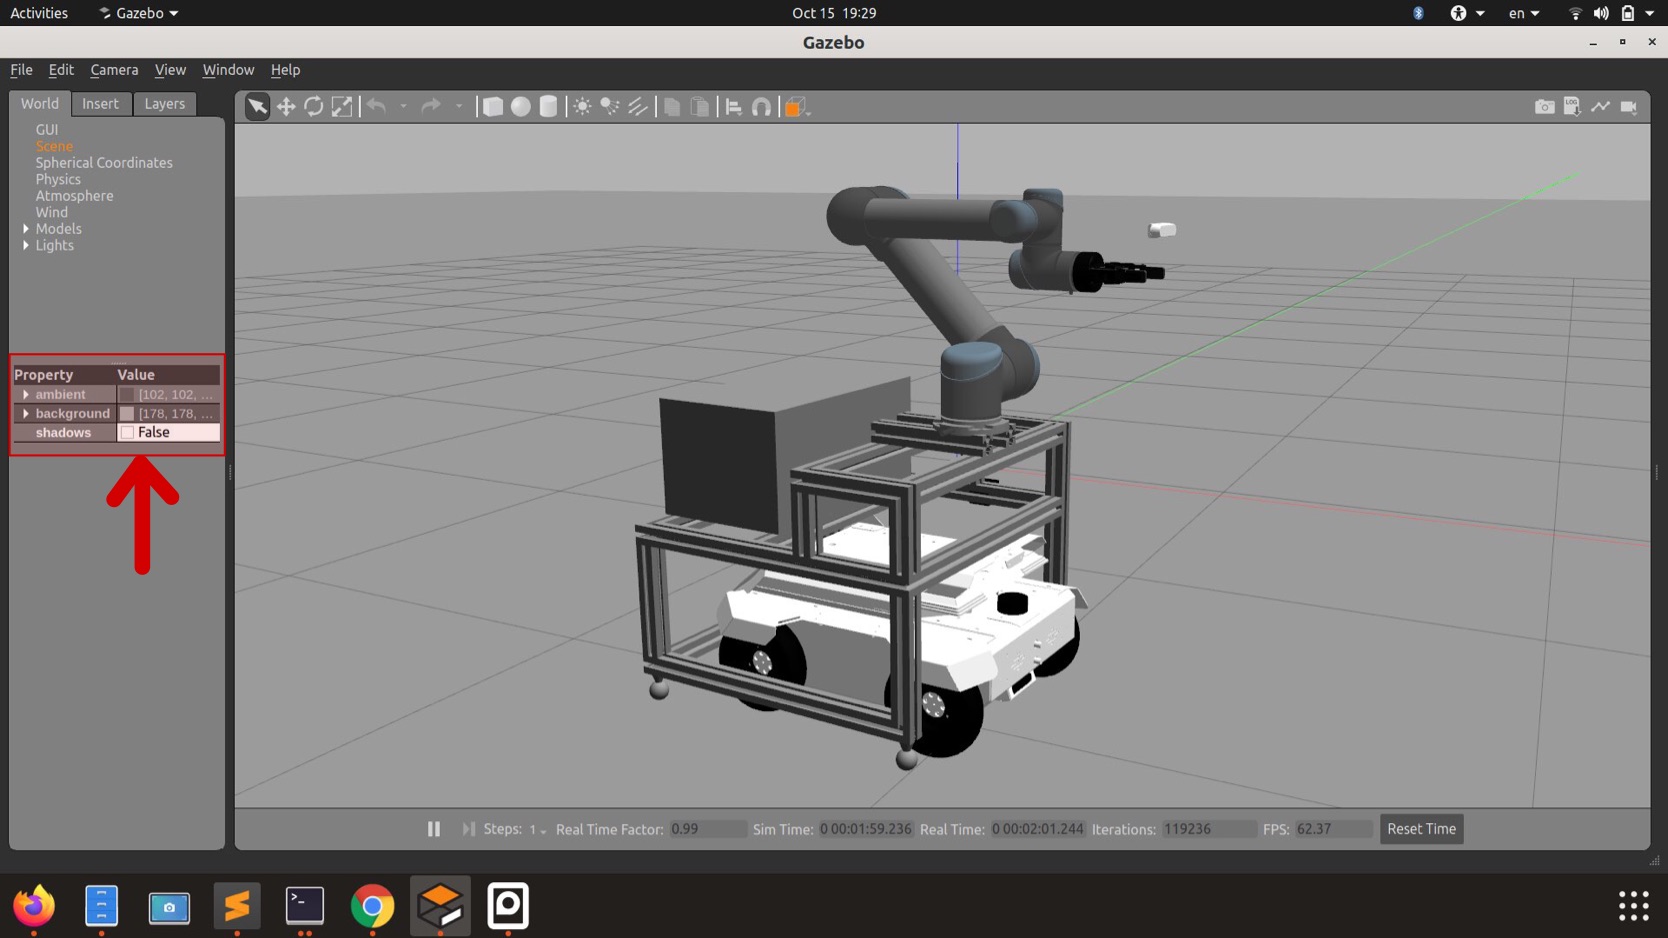 Activities Gazebo Oct 15 19:29 en
Gazebo
File Edit Camera View Window Help
World Insert Layers
GUI
Scene
Spherical Coordinates
Physics
Atmosphere
Wind
Models
Lights
Property Value
ambient [102, 102, ...
background [178, 178, ...
shadows False
LOG
Steps: 1 Real Time Factor: 0.99 Sim Time: 0 00:01:59.236 Real Time: 0 00:02:01.244 Iterations: 119236 FPS: 62.37 Reset Time